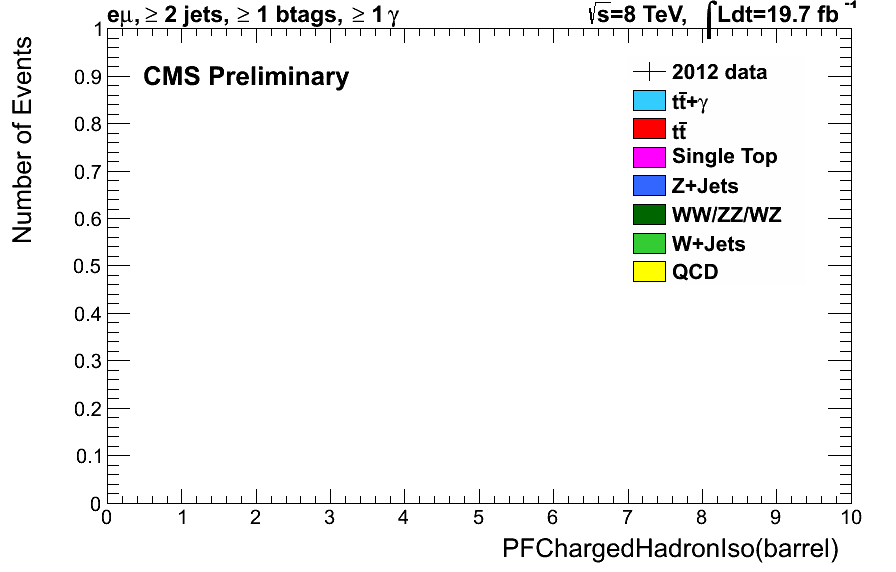 eμ, ≥ 2 jets, ≥ 1 btags, ≥ 1 γ
√s=8 TeV, ∫Ldt=19.7 fb⁻¹
CMS Preliminary
2012 data
tt̄+γ
tt̄
Single Top
Z+Jets
WW/ZZ/WZ
W+Jets
QCD
Number of Events
1
0.9
0.8
0.7
0.6
0.5
0.4
0.3
0.2
0.1
0
0 1 2 3 4 5 6 7 8 9 10
PFChargedHadronIso(barrel)